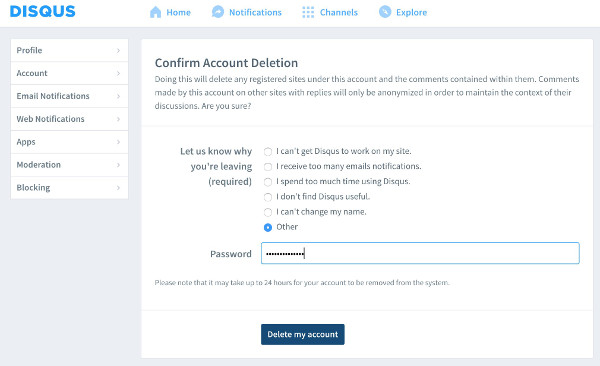 DISQUS
Home
Notifications
Channels
Explore
Profile
Account
Email Notifications
Web Notifications
Apps
Moderation
Blocking
Confirm Account Deletion
Doing this will delete any registered sites under this account and the comments contained within them. Comments
made by this account on other sites with replies will only be anonymized in order to maintain the context of their
discussions. Are you sure?
Let us know why
you're leaving
(required)
I can't get Disqus to work on my site.
I receive too many emails notifications.
I spend too much time using Disqus.
I don't find Disqus useful.
I can't change my name.
Other
Password
Please note that it may take up to 24 hours for your account to be removed from the system.
Delete my account